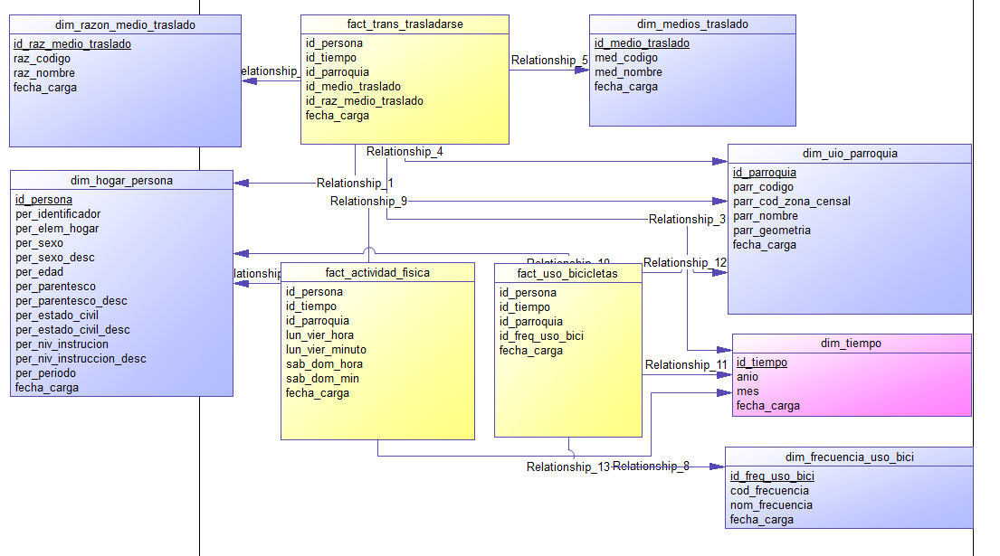 dim_razon_medio_traslado
id_raz_medio_traslado
raz_codigo
raz_nombre
fecha_carga
fact_trans_trasladarse
id_persona
id_tiempo
id_parroquia
id_medio_traslado
id_raz_medio_traslado
fecha_carga
dim_medios_traslado
id_medio_traslado
med_codigo
med_nombre
fecha_carga
elationship_
Relationship_5
Relationship_4
Relationship_1
Relationship_9
Relationship_3
dim_hogar_persona
id_persona
per_identificador
per_elem_hogar
per_sexo
per_sexo_desc
per_edad
per_parentesco
per_parentesco_desc
per_estado_civil
per_estado_civil_desc
per_niv_instrucion
per_niv_instruccion_desc
per_periodo
fecha_carga
dim_uio_parroquia
id_parroquia
parr_codigo
parr_cod_zona_censal
parr_nombre
parr_geometria
fecha_carga
Relationship_10
Relationship_12
lationship
fact_actividad_fisica
id_persona
id_tiempo
id_parroquia
lun_vier_hora
lun_vier_minuto
sab_dom_hora
sab_dom_min
fecha_carga
fact_uso_bicicletas
id_persona
id_tiempo
id_parroquia
id_freq_uso_bici
fecha_carga
dim_tiempo
id_tiempo
anio
mes
fecha_carga
Relationship_11
Relationship_13
Relationship_8
dim_frecuencia_uso_bici
id_freq_uso_bici
cod_frecuencia
nom_frecuencia
fecha_carga